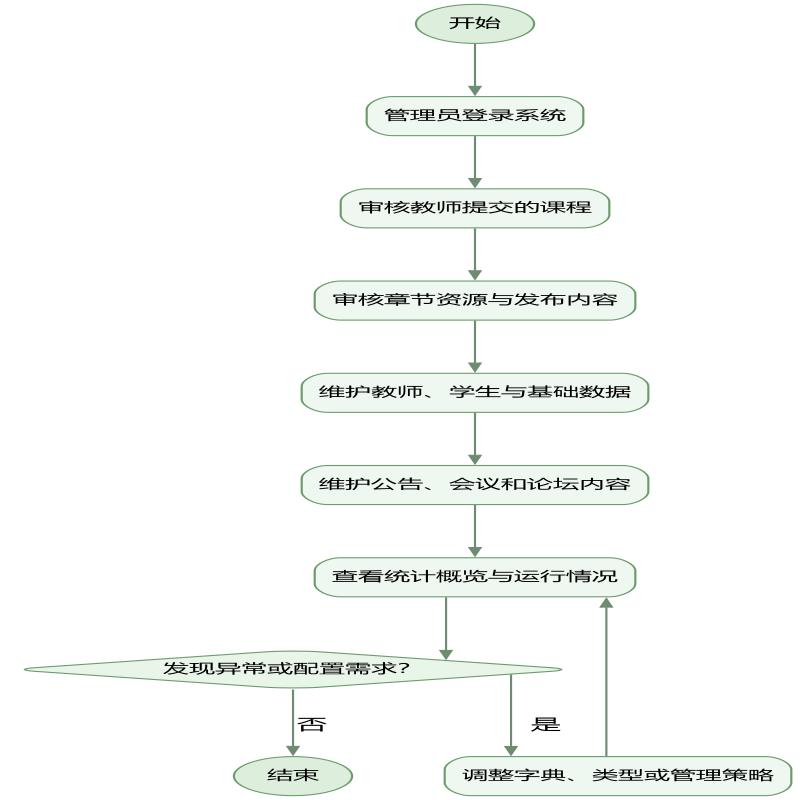 开始
管理员登录系统
审核教师提交的课程
审核章节资源与发布内容
维护教师、学生与基础数据
维护公告、会议和论坛内容
查看统计概览与运行情况
发现异常或配置需求?
否
是
结束
调整字典、类型或管理策略